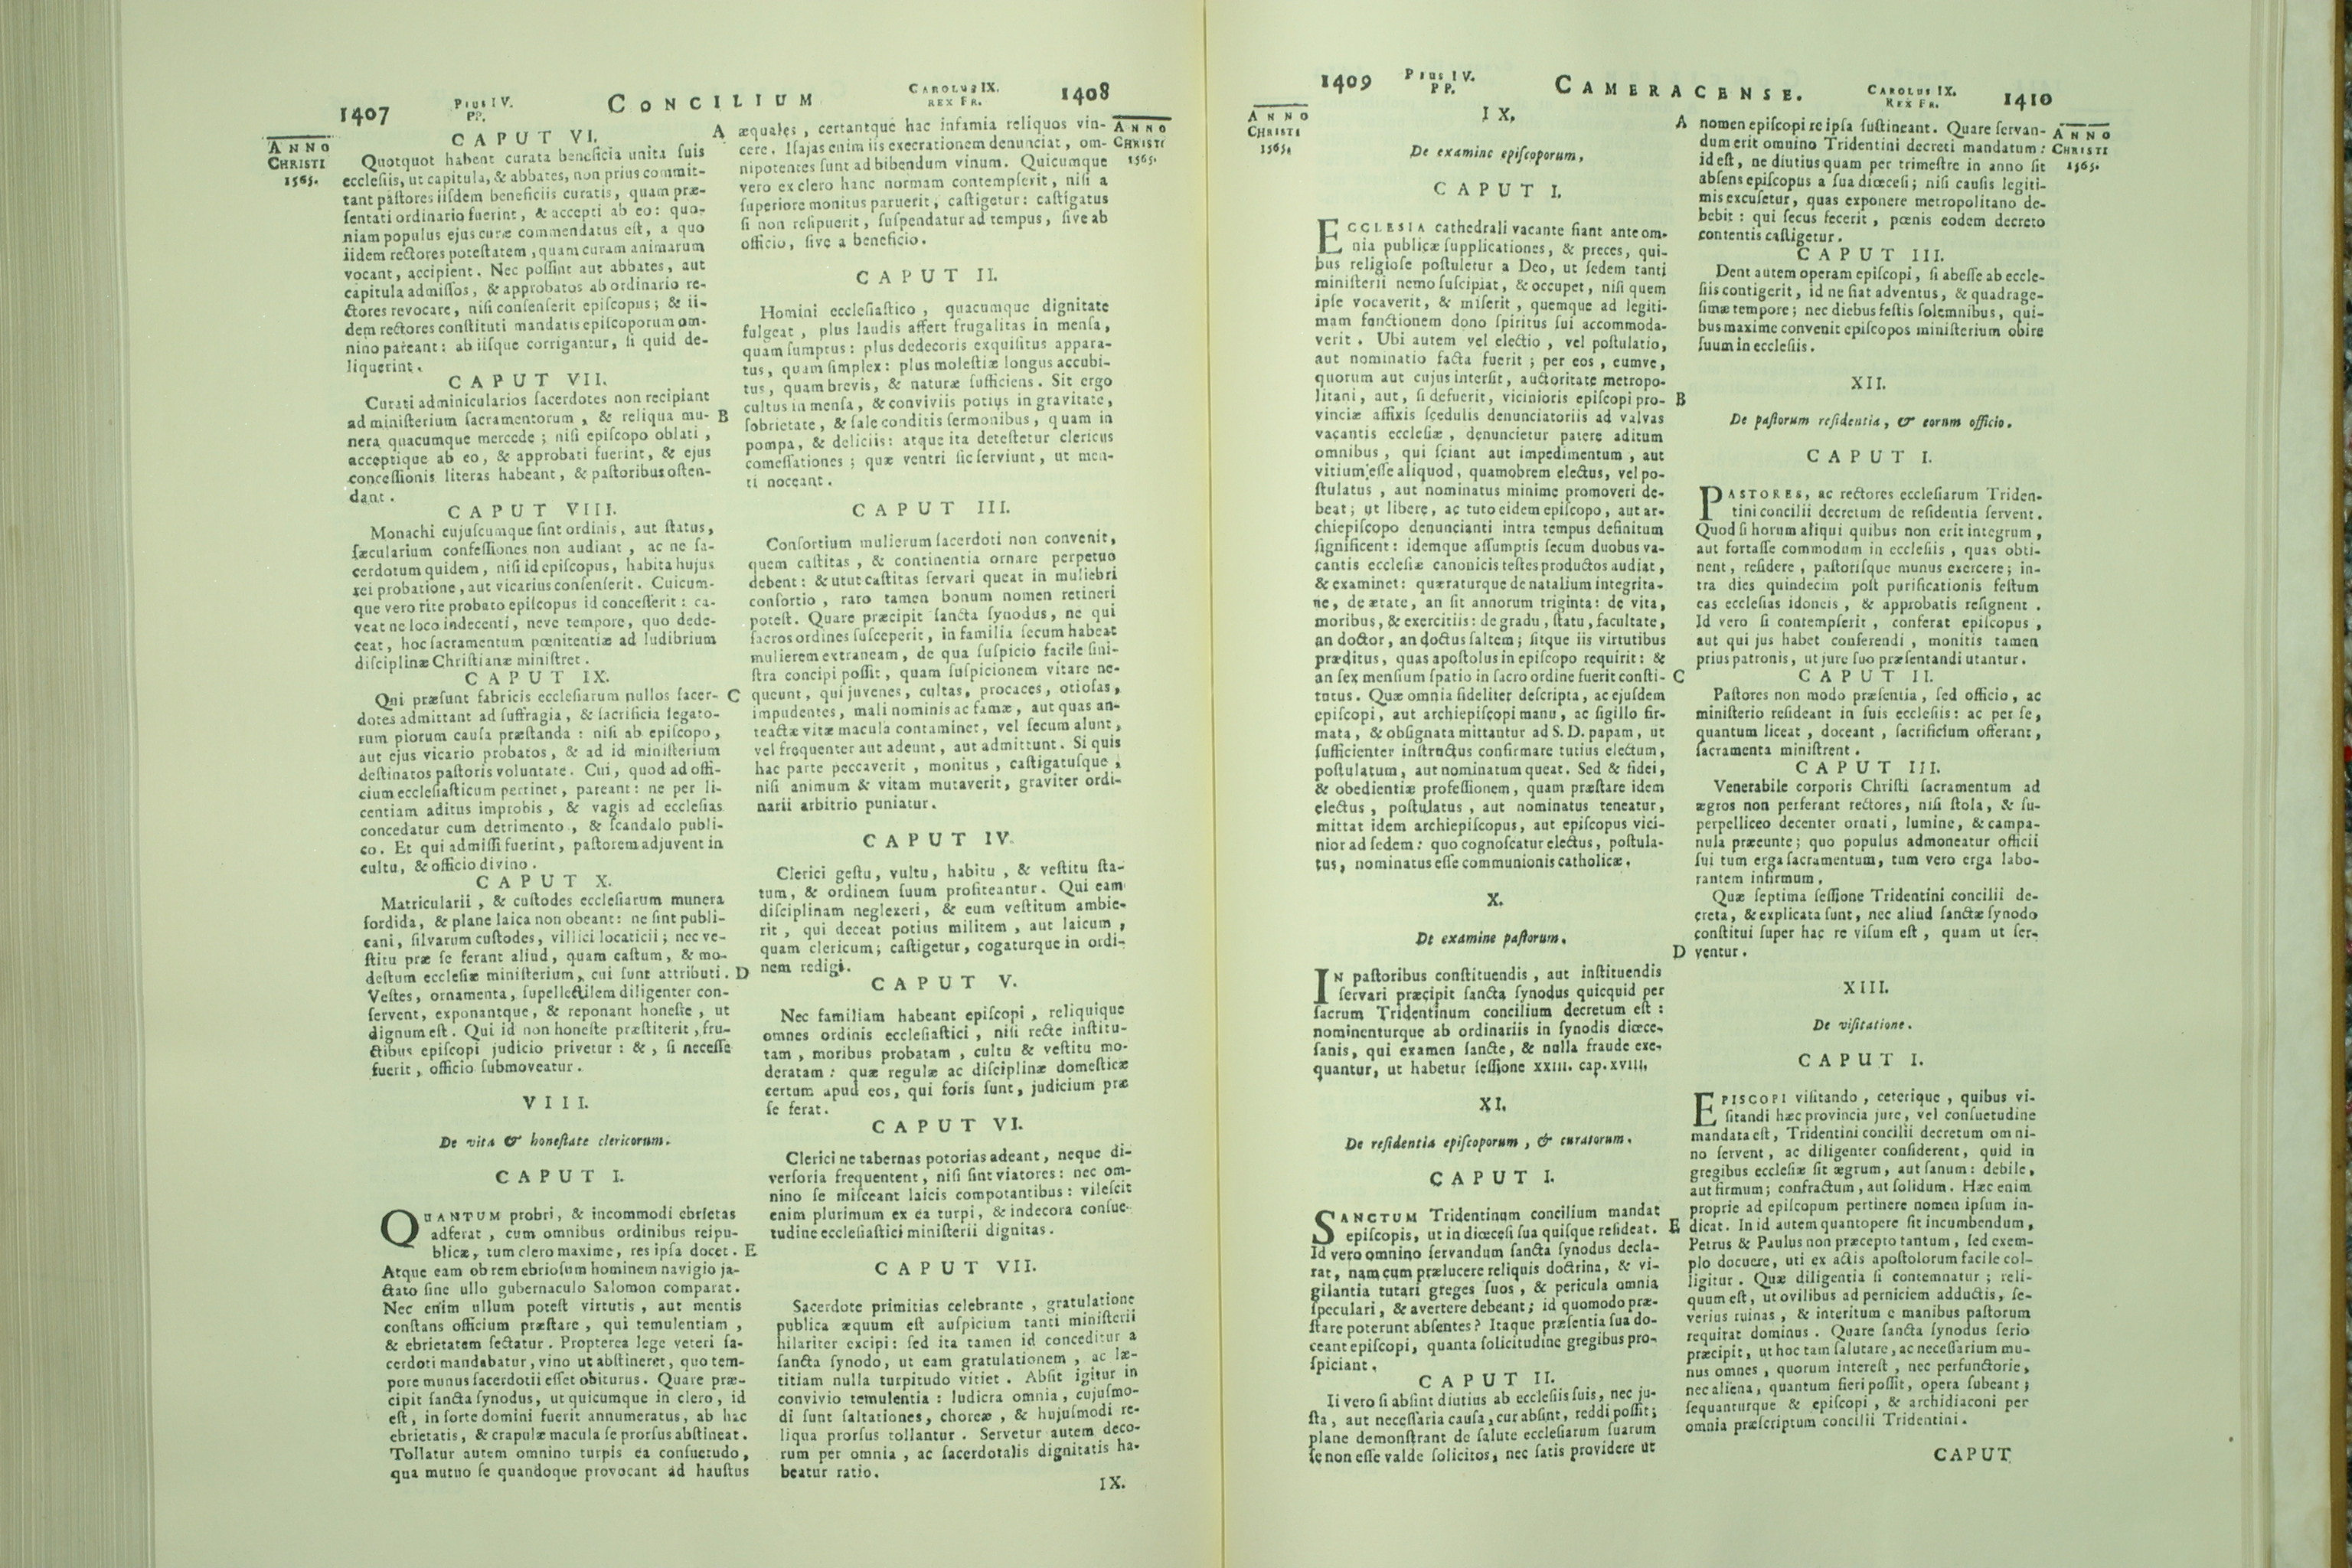 1407
Pius IV.
PP.
CONCILIUM
CAROLUS IX.
REX FR.
1408
ANNO
CHRISTI
1565.
CAPUT VI.
Quotquot habent curata beneficia unita suis
ecclesiis, ut capitula, & abbates, non prius commit-
tant pastores iisdem beneficiis curatis, quam præ-
sentati ordinario fuerint, & accepti ab eo: quo-
niam populus ejus curæ commendatus est, a quo
iidem rectores potestatem, quam curam animarum
vocant, accipient. Nec possint aut abbates, aut
capitula admissos, & approbatos ab ordinario re-
ctores revocare, nisi consenserit episcopus; & ii-
dem rectores constituti mandatis episcoporum om-
nino pareant: ab iisque corrigantur, si quid de-
liquerint.
CAPUT VII.
Curati adminicularios sacerdotes non recipiant
ad ministerium sacramentorum, & reliqua mu-
nera quacumque mercede; nisi episcopo oblati,
acceptique ab eo, & approbati fuerint, & ejus
concessionis literas habeant, & pastoribus osten-
dant.
CAPUT VIII.
Monachi cujuscumque sint ordinis, aut status,
sæcularium confessiones non audiant, ac ne sa-
cerdotum quidem, nisi id episcopus, habita hujus
rei probatione, aut vicarius consenserit. Cuicum-
que vero rite probato episcopus id concesserit: ca-
veat ne loco indecenti, neve tempore, quo dede-
ceat, hoc sacramentum pœnitentiæ ad ludibrium
disciplinæ Christianæ ministret.
CAPUT IX.
Qui præsunt fabricis ecclesiarum nullos sacer-
dotes admittant ad suffragia, & sacrificia legato-
rum piorum causa præstanda: nisi ab episcopo,
aut ejus vicario probatos, & ad id ministerium
destinatos pastoris voluntate. Cui, quod ad offi-
cium ecclesiasticum pertinet, pareant: ne per li-
centiam aditus improbis, & vagis ad ecclesias
concedatur cum detrimento, & scandalo publi-
co. Et qui admissi fuerint, pastorem adjuvent in
cultu, & officio divino.
CAPUT X.
Matricularii, & custodes ecclesiarum munera
sordida, & plane laica non obeant: ne sint publi-
cani, silvarum custodes, villici locaticii; nec ve-
stitu præ se ferant aliud, quam castum, & mo-
destum ecclesiæ ministerium, cui sunt attributi.
Vestes, ornamenta, supellectilem diligenter con-
servent, exponantque, & reponant honeste, ut
dignum est. Qui id non honeste præstiterit, fru-
ctibus episcopi judicio privetur: &, si necesse
fuerit, officio submoveatur.
VIII.
De vita & honestate clericorum.
CAPUT I.
QUANTUM probri, & incommodi ebrietas
adferat, cum omnibus ordinibus reipu-
blicæ, tum clero maxime, res ipsa docet.
Atque eam ob rem ebriosum hominem navigio ja-
ctato sine ullo gubernaculo Salomon comparat.
Nec enim ullum potest virtutis, aut mentis
constans officium præstare, qui temulentiam,
& ebrietatem sectatur. Propterea lege veteri sa-
cerdoti mandabatur, vino ut abstineret, quo tem-
pore munus sacerdotii esset obiturus. Quare præ-
cipit sancta synodus, ut quicumque in clero, id
est, in sorte domini fuerit annumeratus, ab hac
ebrietatis, & crapulæ macula se prorsus abstineat.
Tollatur autem omnino turpis ea consuetudo,
qua mutuo se quandoque provocant ad haustus
A
B
C
D
E
æquales, certantque hac infamia reliquos vin-
cere. Isajas enim iis execrationem denunciat, om-
nipotentes sunt ad bibendum vinum. Quicumque
vero ex clero hanc normam contempserit, nisi a
superiore monitus paruerit, castigetur: castigatus
si non resipuerit, suspendatur ad tempus, sive ab
officio, sive a beneficio.
CAPUT II.
Homini ecclesiastico, quacumque dignitate
fulgeat, plus laudis affert frugalitas in mensa,
quam sumptus: plus dedecoris exquisitus appara-
tus, quam simplex: plus molestiæ longus accubi-
tus, quam brevis, & naturæ sufficiens. Sit ergo
cultus in mensa, & conviviis potius in gravitate,
sobrietate, & sale conditis sermonibus, quam in
pompa, & deliciis: atque ita detestetur clericus
comessationes; quæ ventri sic serviunt, ut men-
ti noceant.
CAPUT III.
Consortium mulierum sacerdoti non convenit,
quem castitas, & continentia ornare perpetuo
debent: & utut castitas servari queat in muliebri
consortio, raro tamen bonum nomen retineri
potest. Quare præcipit sancta synodus, ne qui
sacros ordines susceperit, in familia secum habeat
mulierem extraneam, de qua suspicio facile sini-
stra concipi possit, quam suspicionem vitare ne-
queunt, qui juvenes, cultas, procaces, otiosas,
impudentes, mali nominis ac famæ, aut quas an-
teactæ vitæ macula contaminet, vel secum alunt,
vel frequenter aut adeunt, aut admittunt. Si quis
hac parte peccaverit, monitus, castigatusque,
nisi animum & vitam mutaverit, graviter ordi-
narii arbitrio puniatur.
CAPUT IV.
Clerici gestu, vultu, habitu, & vestitu sta-
tum, & ordinem suum profiteantur. Qui eam
disciplinam neglexeri, & eum vestitum ambie-
rit, qui deceat potius militem, aut laicum,
quam clericum; castigetur, cogaturque in ordi-
nem redigi.
CAPUT V.
Nec familiam habeant episcopi, reliquique
omnes ordinis ecclesiastici, nisi recte institu-
tam, moribus probatam, cultu & vestitu mo-
deratam: quæ regulæ ac disciplinæ domesticæ
certum apud eos, qui foris sunt, judicium præ
se ferat.
CAPUT VI.
Clerici ne tabernas potorias adeant, neque di-
versoria frequentent, nisi sint viatores: nec om-
nino se misceant laicis compotantibus: vilescit
enim plurimum ex ea turpi, & indecora consue-
tudine ecclesiastici ministerii dignitas.
CAPUT VII.
Sacerdote primitias celebrante, gratulatione
publica æquum est auspicium tanti ministerii
hilariter excipi: sed ita tamen id conceditur a
sancta synodo, ut eam gratulationem, ac læ-
titiam nulla turpitudo vitiet. Absit igitur in
convivio temulentia: ludicra omnia, cujusmo-
di sunt saltationes, choreæ, & hujusmodi re-
liqua prorsus tollantur. Servetur autem deco-
rum per omnia, ac sacerdotalis dignitatis ha-
beatur ratio.
IX.
ANNO
CHRISTI
1565.
1409
Pius IV.
PP.
CAMERACENSE.
CAROLUS IX.
REX FR.
1410
ANNO
CHRISTI
1565.
IX.
De examine episcoporum.
CAPUT I.
ECCLESIA cathedrali vacante fiant ante om-
nia publicæ supplicationes, & preces, qui-
bus religiose postuletur a Deo, ut sedem tanti
ministerii nemo suscipiat, & occupet, nisi quem
ipse vocaverit, & miserit, quemque ad legiti-
mam functionem dono spiritus sui accommoda-
verit. Ubi autem vel electio, vel postulatio,
aut nominatio facta fuerit; per eos, eumve,
quorum aut cujus intersit, auctoritate metropo-
litani, aut, si defuerit, vicinioris episcopi pro-
vinciæ affixis scedulis denunciatoriis ad valvas
vacantis ecclesiæ, denuncietur patere aditum
omnibus, qui sciant aut impedimentum, aut
vitium esse aliquod, quamobrem electus, vel po-
stulatus, aut nominatus minime promoveri de-
beat; ut libere, ac tuto eidem episcopo, aut ar-
chiepiscopo denuncianti intra tempus definitum
significent: idemque assumptis secum duobus va-
cantis ecclesiæ canonicis testes productos audiat,
& examinet: quæraturque de natalium integrita-
ne, de ætate, an sit annorum triginta: de vita,
moribus, & exercitiis: de gradu, statu, facultate,
an doctor, an doctus saltem; sitque iis virtutibus
præditus, quas apostolus in episcopo requirit: &
an sex mensium spatio in sacro ordine fuerit consti-
tutus. Quæ omnia fideliter descripta, ac ejusdem
episcopi, aut archiepiscopi manu, ac sigillo fir-
mata, & obsignata mittantur ad S. D. papam, ut
sufficienter instructus confirmare tutius electum,
postulatum, aut nominatum queat. Sed & fidei,
& obedientiæ professionem, quam præstare idem
electus, postulatus, aut nominatus teneatur,
mittat idem archiepiscopus, aut episcopus vici-
nior ad sedem: quo cognoscatur electus, postula-
tus, nominatus esse communionis catholicæ.
X.
De examine pastorum.
IN pastoribus constituendis, aut instituendis
servari præcipit sancta synodus quicquid per
sacrum Tridentinum concilium decretum est:
nominenturque ab ordinariis in synodis diœce-
sanis, qui examen sancte, & nulla fraude exe-
quantur, ut habetur sessione XXIII. cap. XVIII.
XI.
De residentia episcoporum, & curatorum.
CAPUT I.
SANCTUM Tridentinum concilium mandat
episcopis, ut in diœcesi sua quisque resideat.
Id vero omnino servandum sancta synodus decla-
rat, nam cum prælucere reliquis doctrina, & vi-
gilantia tutari greges suos, & pericula omnia
speculari, & avertere debeant; id quomodo præ-
stare poterunt absentes? Itaque præsentia sua do-
ceant episcopi, quanta solicitudine gregibus pro-
spiciant.
CAPUT II.
Ii vero si absint diutius ab ecclesiis suis, nec ju-
sta, aut necessaria causa, cur absint, reddi possit;
plane demonstrant de salute ecclesiarum suarum
se non esse valde solicitos, nec satis providere ut
A
B
C
D
E
nomen episcopi re ipsa sustineant. Quare servan-
dum erit omnino Tridentini decreti mandatum:
id est, ne diutius quam per trimestre in anno sit
absens episcopus a sua diœcesi; nisi causis legiti-
mis excusetur, quas exponere metropolitano de-
bebit: qui secus fecerit, pœnis eodem decreto
contentis castigetur.
CAPUT III.
Dent autem operam episcopi, si abesse ab eccle-
siis contigerit, id ne fiat adventus, & quadrage-
simæ tempore; nec diebus festis solemnibus, qui-
bus maxime convenit episcopos ministerium obire
suum in ecclesiis.
XII.
De pastorum residentia, & eorum officio.
CAPUT I.
PASTORES, ac rectores ecclesiarum Triden-
tini concilii decretum de residentia servent.
Quod si horum aliqui quibus non erit integrum,
aut fortasse commodum in ecclesiis, quas obti-
nent, residere, pastorisque munus exercere; in-
tra dies quindecim post purificationis festum
eas ecclesias idoneis, & approbatis resignent.
Id vero si contempserit, conferat episcopus,
aut qui jus habet conferendi, monitis tamen
prius patronis, ut jure suo præsentandi utantur.
CAPUT II.
Pastores non modo præsentia, sed officio, ac
ministerio resideant in suis ecclesiis: ac per se,
quantum liceat, doceant, sacrificium offerant,
sacramenta ministrent.
CAPUT III.
Venerabile corporis Christi sacramentum ad
ægros non perferant rectores, nisi stola, & su-
perpelliceo decenter ornati, lumine, & campa-
nula præeunte; quo populus admoneatur officii
sui tum erga sacramentum, tum vero erga labo-
rantem infirmum.
Quæ septima sessione Tridentini concilii de-
creta, & explicata sunt, nec aliud sanctæ synodo
constitui super hac re visum est, quam ut ser-
ventur.
XIII.
De visitatione.
CAPUT I.
EPISCOPI visitando, ceterique, quibus vi-
sitandi hæc provincia jure, vel consuetudine
mandata est, Tridentini concilii decretum omni-
no servent, ac diligenter considerent, quid in
gregibus ecclesiæ sit ægrum, aut sanum: debile,
aut firmum; confractum, aut solidum. Hæc enim
proprie ad episcopum pertinere nomen ipsum in-
dicat. In id autem quantopere sit incumbendum,
Petrus & Paulus non præcepto tantum, sed exem-
plo docuere, uti ex actis apostolorum facile col-
ligitur. Quæ diligentia si contemnatur; reli-
quum est, ut ovilibus ad perniciem adductis, se-
verius ruinas, & interitum e manibus pastorum
requirat dominus. Quare sancta synodus serio
præcipit, ut hoc tam salutare, ac necessarium mu-
nus omnes, quorum interest, nec perfunctorie,
nec aliena, quantum fieri possit, opera subeant;
sequanturque & episcopi, & archidiaconi per
omnia præscriptum concilii Tridentini.
CAPUT
ANNO
CHRISTI
1565.